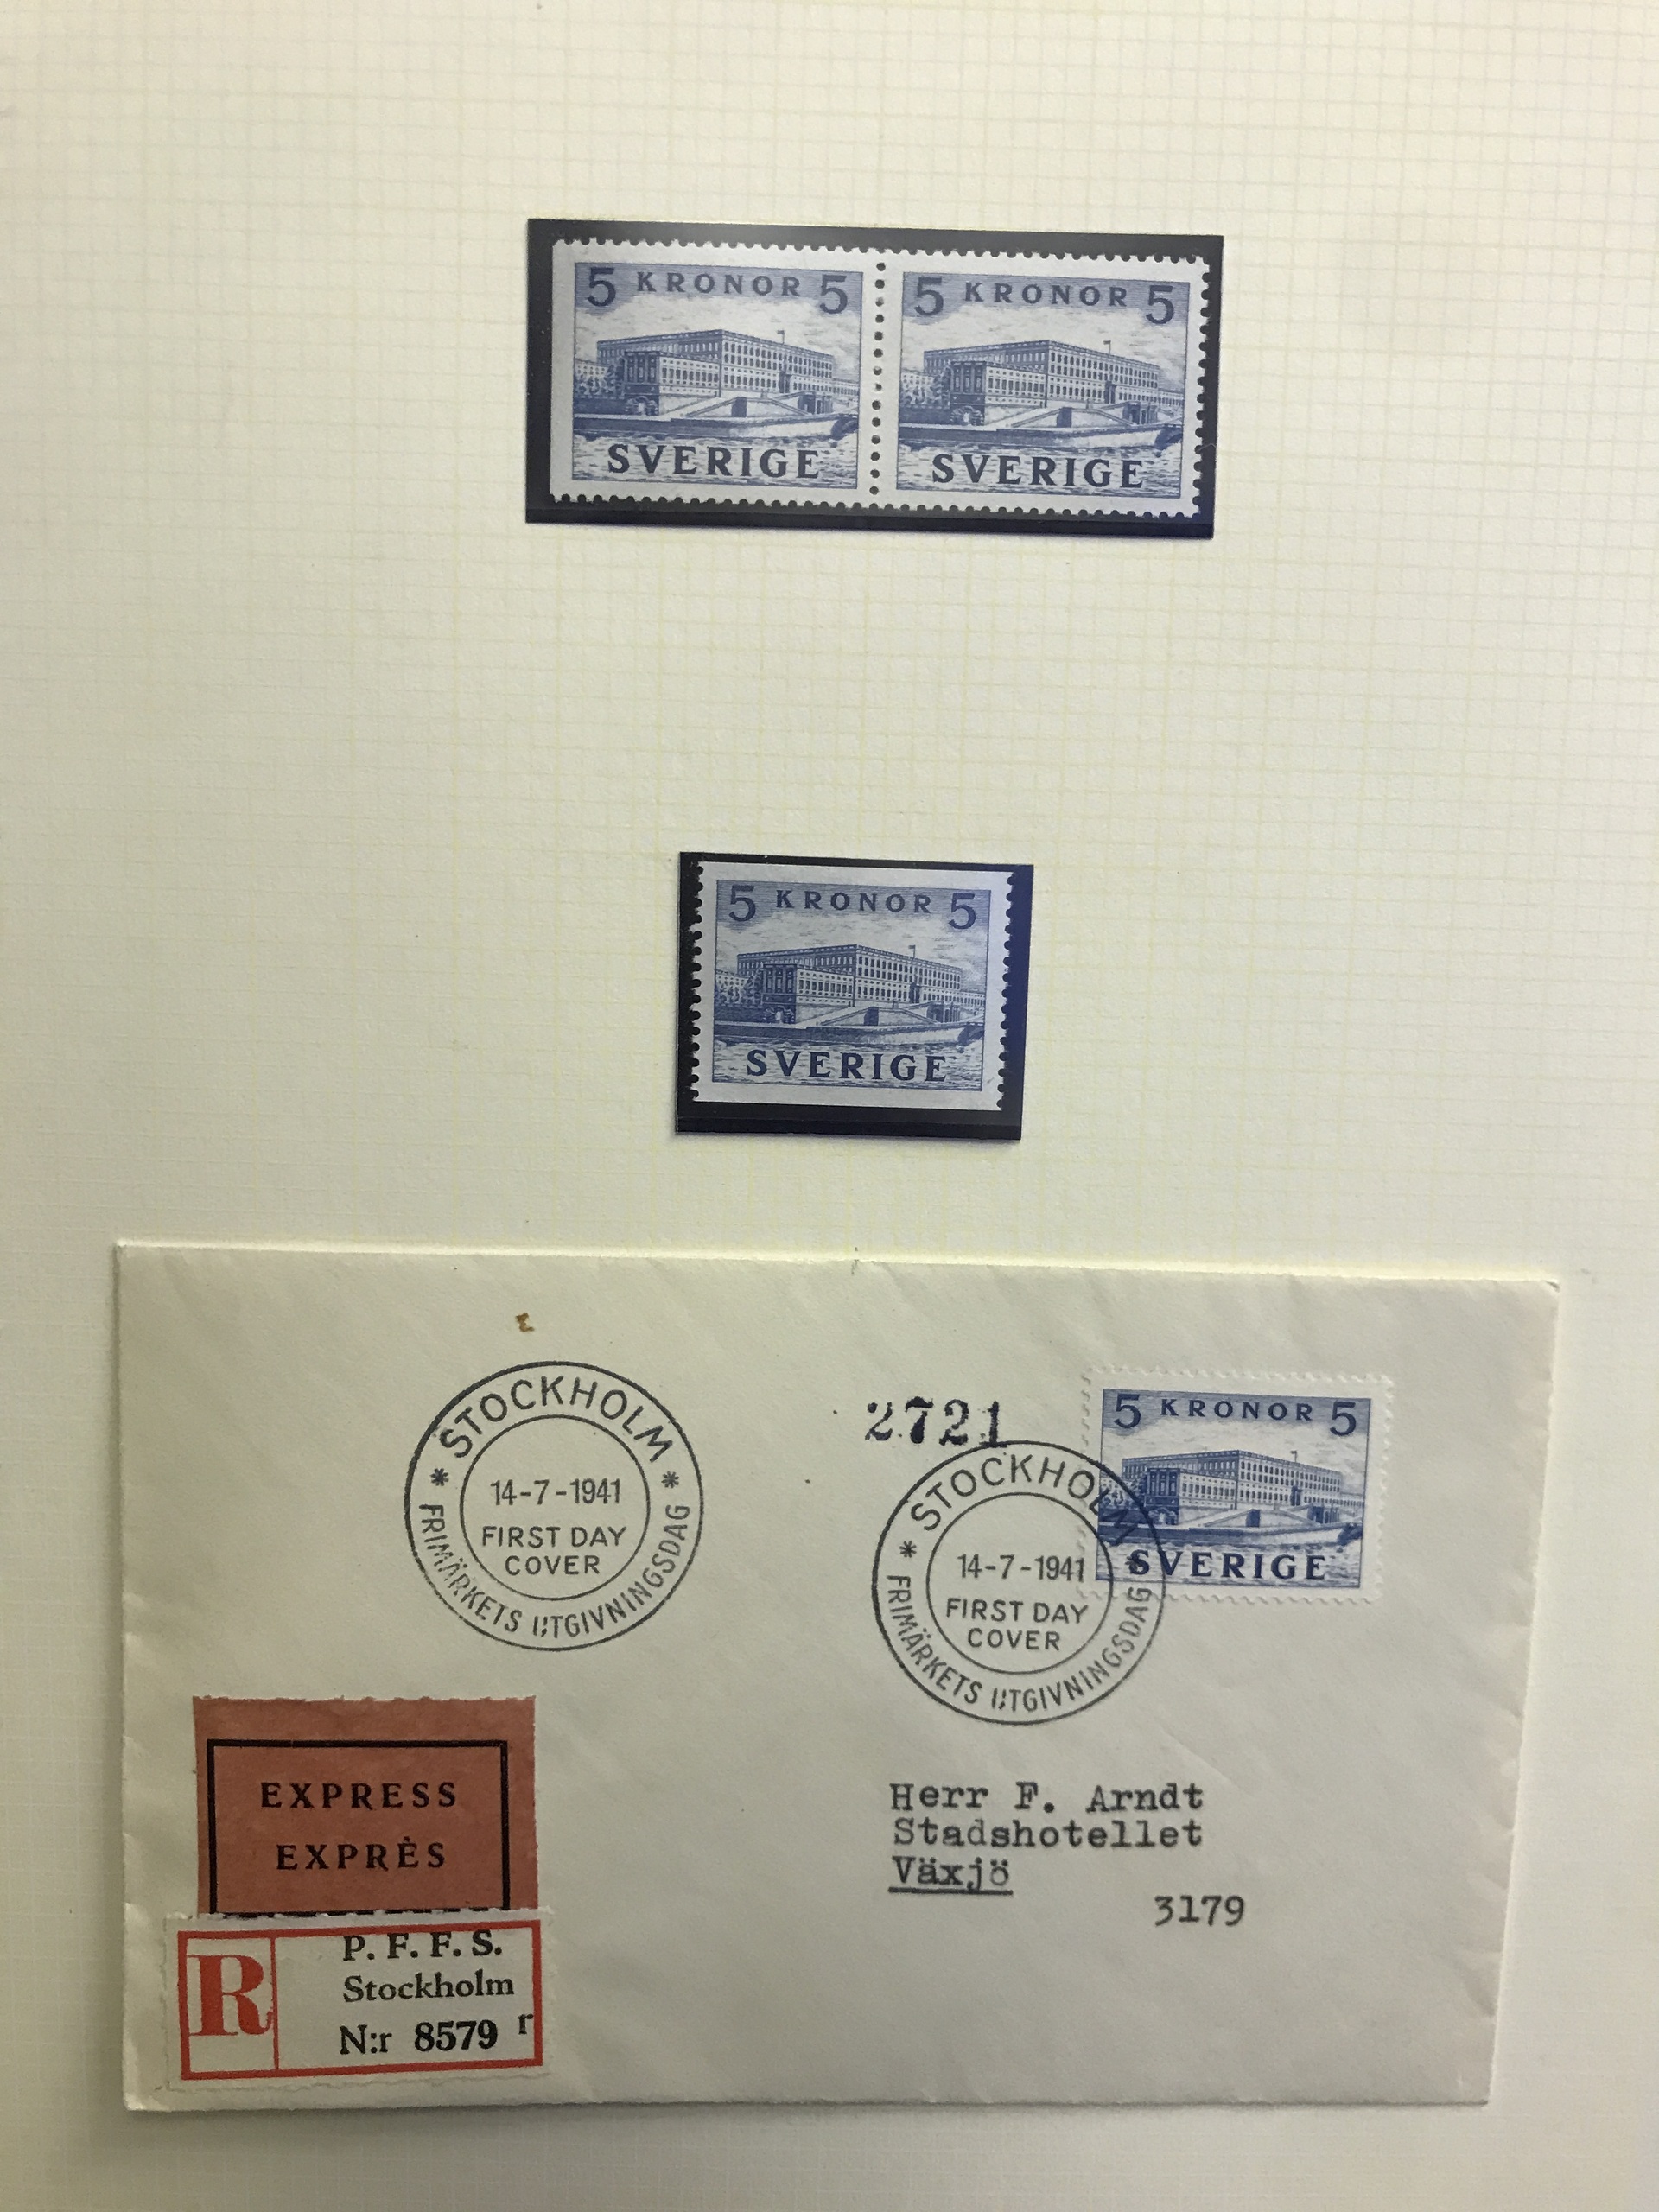 5 KRONOR 5 5 KRONOR 5
SVERIGE SVERIGE
5 KRONOR 5
SVERIGE
STOCKHOLM
14-7-1941
FIRST DAY
COVER
FRIMÄRKETS UTGIVNINGSDAG
2721
5 KRONOR 5
SVERIGE
STOCKHOLM
14-7-1941
FIRST DAY
COVER
FRIMÄRKETS UTGIVNINGSDAG
EXPRESS
EXPRÈS
Herr F. Arndt
Stadshotellet
Växjö
3179
R
P. F. F. S.
Stockholm
N:r 8579 r